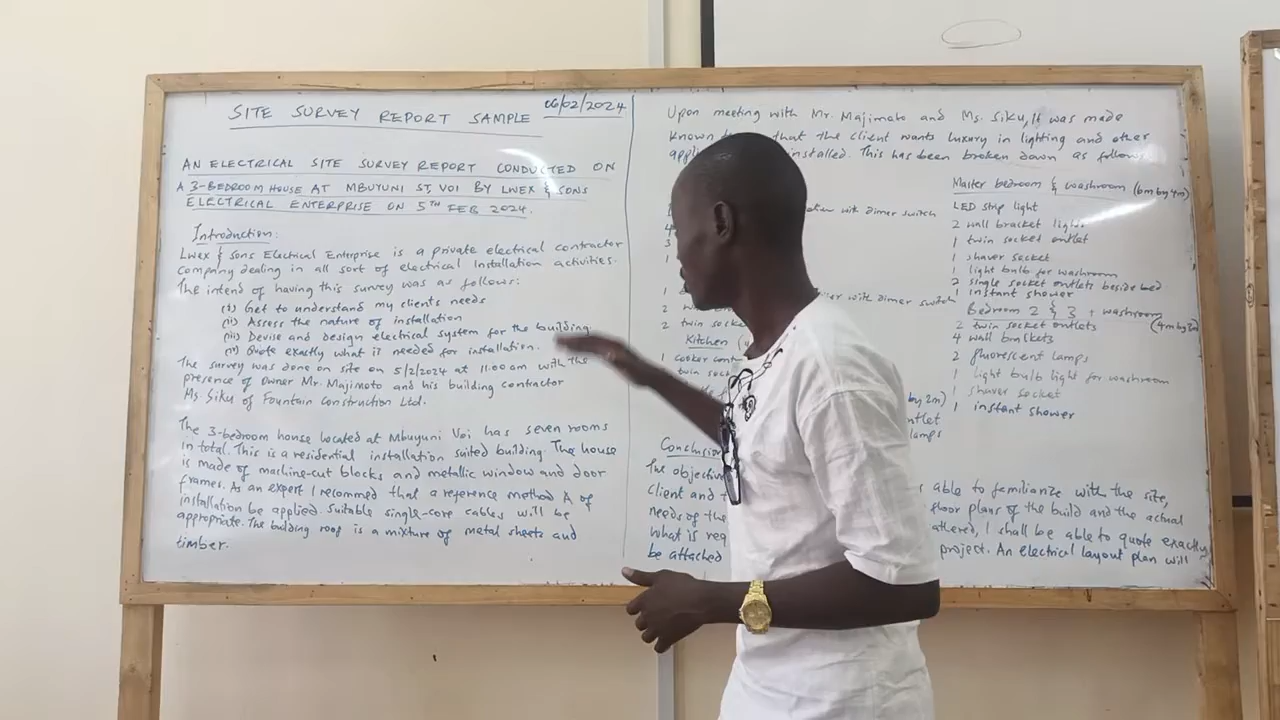 SITE SURVEY REPORT SAMPLE 06/02/2024
AN ELECTRICAL SITE SURVEY REPORT CONDUCTED ON
A 3-BEDROOM HOUSE AT MBUYUNI ST, VOI BY LWEX & SONS
ELECTRICAL ENTERPRISE ON 5TH FEB 2024.
Introduction:
Lwex & Sons Electrical Enterprise is a private electrical contractor
Company dealing in all sort of electrical Installation activities.
The intend of having this survey was as follows:
(i) Get to understand my clients needs
(ii) Assess the nature of installation
(iii) Devise and design electrical system for the building
(iv) Quote exactly what is needed for installation.
The survey was done on site on 5/2/2024 at 11:00am with the
presence of Owner Mr. Majimoto and his building contractor
Ms. Siku of Fountain Construction Ltd.
The 3-bedroom house located at Mbuyuni Voi has seven rooms
in total. This is a residential installation suited building. The house
is made of machine-cut blocks and metallic window and door
frames. As an expert I recommed that a reference method A of
installation be applied. Suitable single-core cables will be
appropriate. The building roof is a mixture of metal sheets and
timber.
Upon meeting with Mr. Majimoto and Ms. Siku, It was made
known that the client wants luxury in lighting and other
installed. This has been broken down as follows
with dimer switch
4
3
1
1 with dimmer switch
2
2 twin socke
Kitchen
1 cooker cont
twin sock
by 2m)
outlet
lamps
Master bedroom & washroom (6m by 4m)
LED strip light
2 wall bracket lights
1 twin socked outlet
1 shaver socket
1 light bulb for washroom
2 single socket outlets beside bed
1 instant shower
Bedroom 2 & 3 + washroom
2 twin socket outlets
4 wall brackets
2 fluorescent lamps
1 light bulb light for washroom
1 shaver socket
1 instant shower
Conclusion
The objective able to familiarize with the site,
client and floor plans of the build and the actual
needs of the I shall be able to quote exactly
what is req project. An electrical layout plan will
be attached